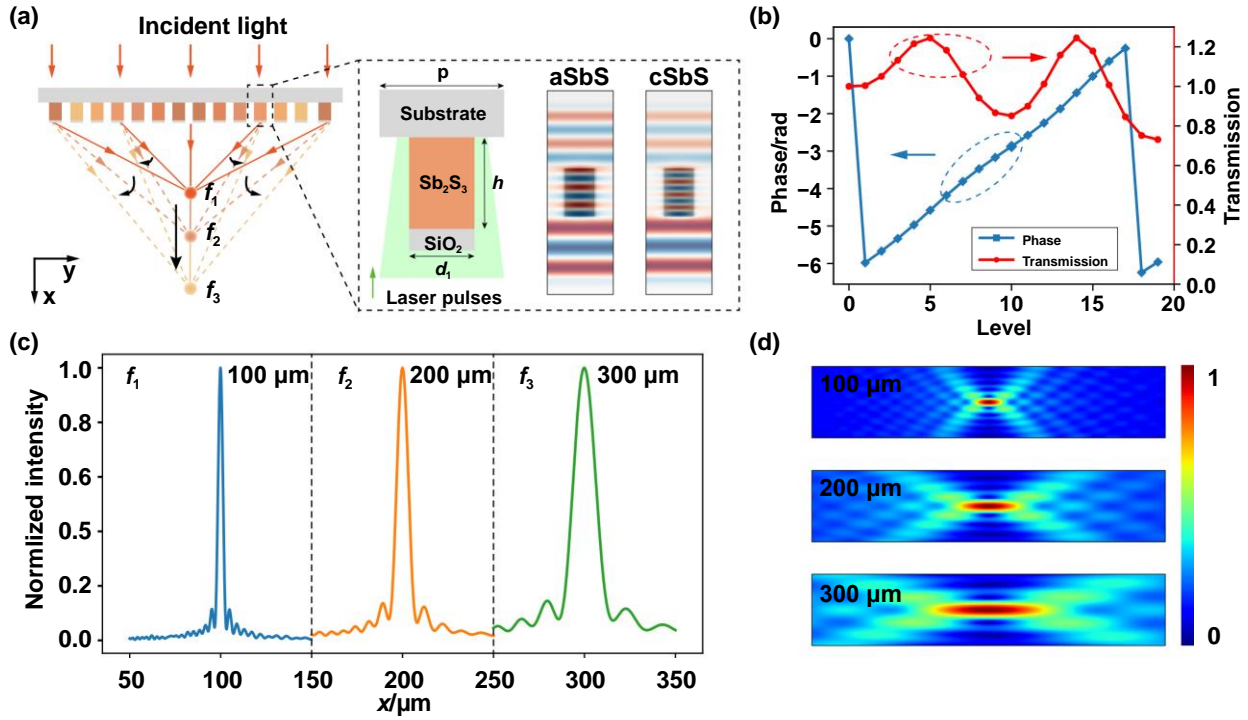 (a)
Incident light
f1
f2
f3
y
x
p
Substrate
Sb2S3
h
SiO2
d1
Laser pulses
aSbS
cSbS
(b)
0
−1
−2
−3
−4
−5
−6
Phase/rad
Phase
Transmission
1.2
1.0
0.8
0.6
0.4
0.2
0.0
Transmission
0 5 10 15 20
Level
(c)
f1 100 µm f2 200 µm f3 300 µm
1.0
0.8
0.6
0.5
0.2
0.0
Normlized intensity
50 100 150 200 250 300 350
x/µm
(d)
100 µm
200 µm
300 µm
1
0